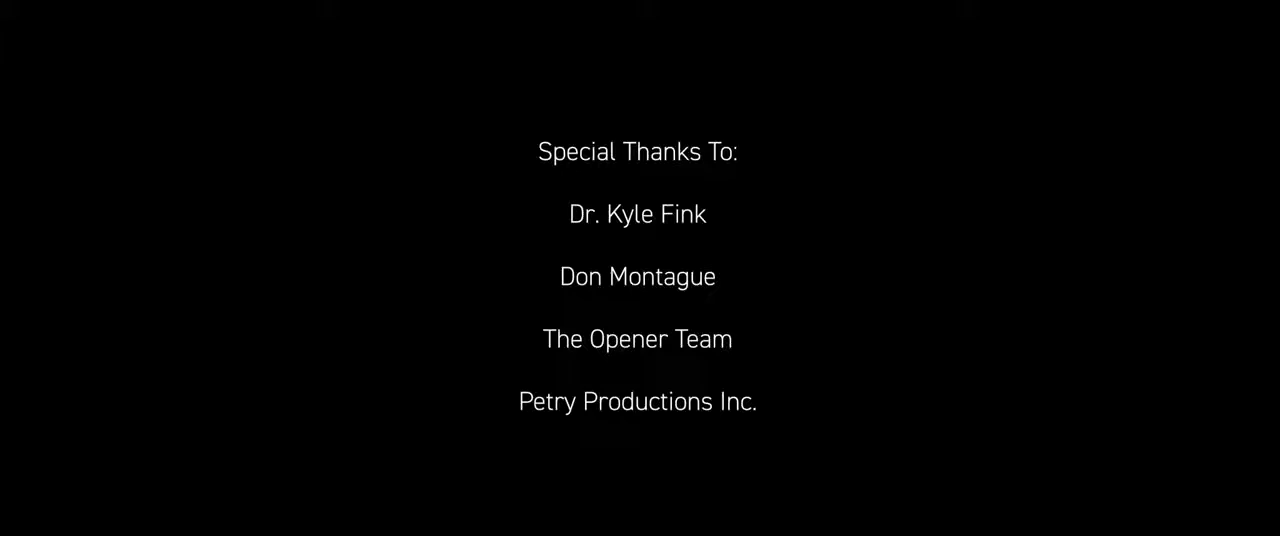 Special Thanks To:
Dr. Kyle Fink
Don Montague
The Opener Team
Petry Productions Inc.